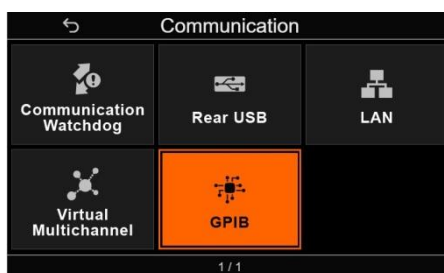 Communication
Communication
Watchdog
Rear USB
LAN
Virtual
Multichannel
GPIB
1 / 1